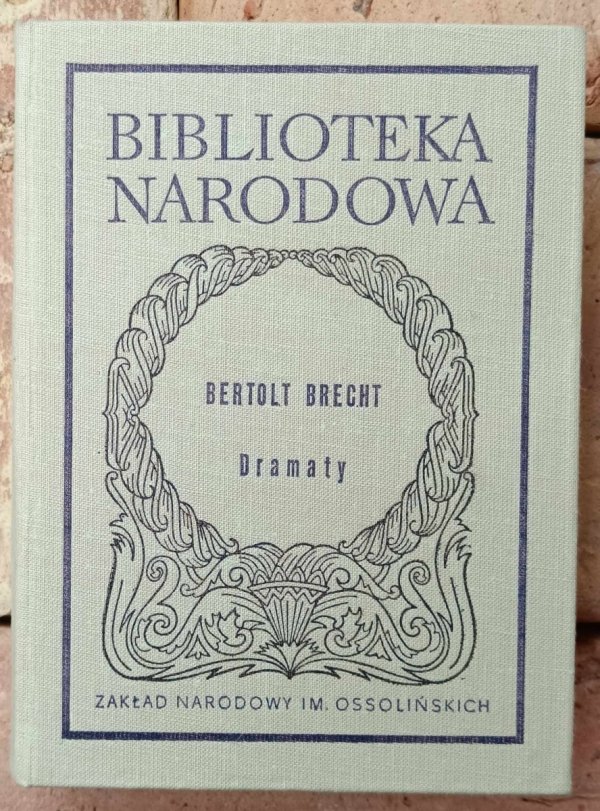 BIBLIOTEKA
NARODOWA
BERTOLT BRECHT
Dramaty
ZAKŁAD NARODOWY IM. OSSOLIŃSKICH